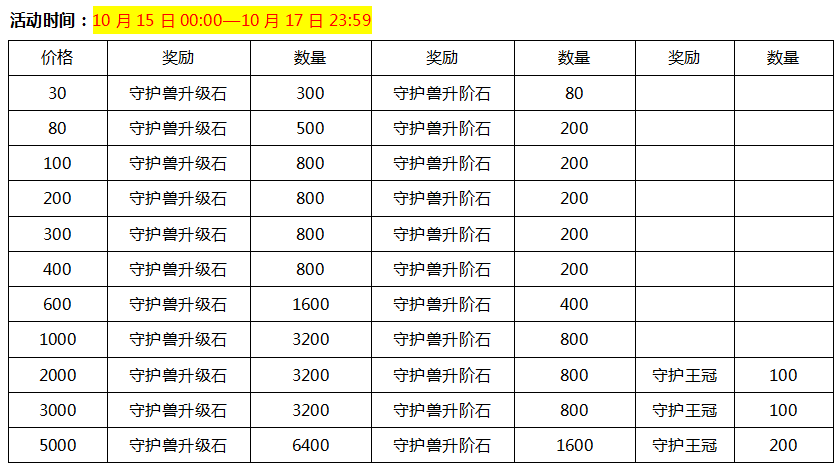 活动时间：10 月 15 日 00:00—10 月 17 日 23:59
价格 奖励 数量 奖励 数量 奖励 数量
30 守护兽升级石 300 守护兽升阶石 80
80 守护兽升级石 500 守护兽升阶石 200
100 守护兽升级石 800 守护兽升阶石 200
200 守护兽升级石 800 守护兽升阶石 200
300 守护兽升级石 800 守护兽升阶石 200
400 守护兽升级石 800 守护兽升阶石 200
600 守护兽升级石 1600 守护兽升阶石 400
1000 守护兽升级石 3200 守护兽升阶石 800
2000 守护兽升级石 3200 守护兽升阶石 800 守护王冠 100
3000 守护兽升级石 3200 守护兽升阶石 800 守护王冠 100
5000 守护兽升级石 6400 守护兽升阶石 1600 守护王冠 200